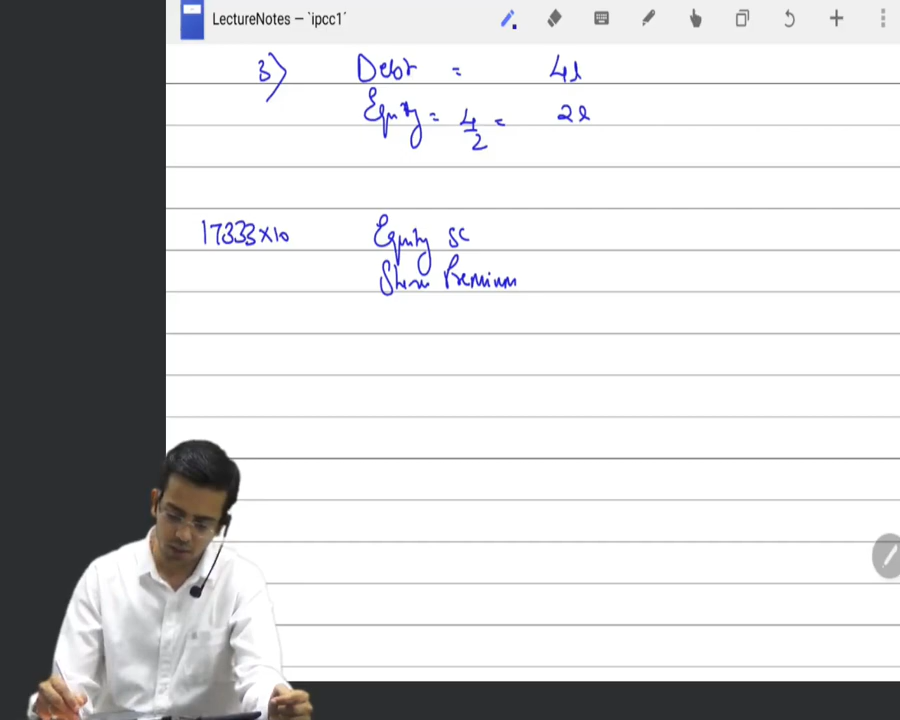 LectureNotes – `ipcc1´
3) Debt = 4l
Equity = 4/2 = 2l
17333×10 Equity SC
Share Premium